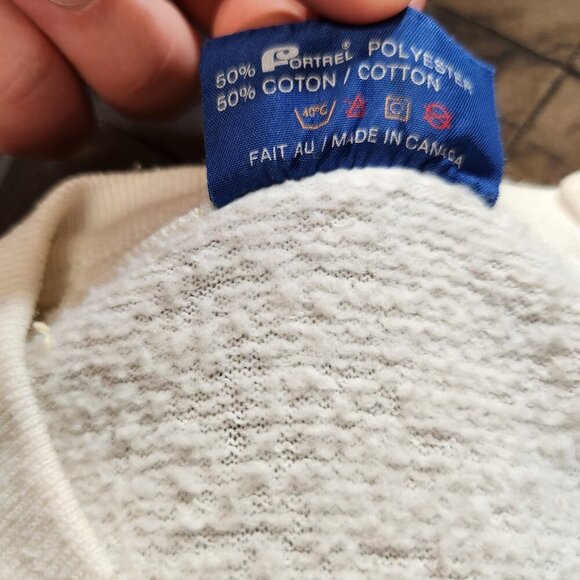 50% FORTREL POLYESTER
50% COTON / COTTON
40°C
FAIT AU / MADE IN CANADA